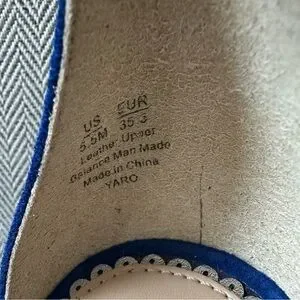 US EUR
5.5M 35.5
Leather Upper
Balance Man Made
Made in China
YARO